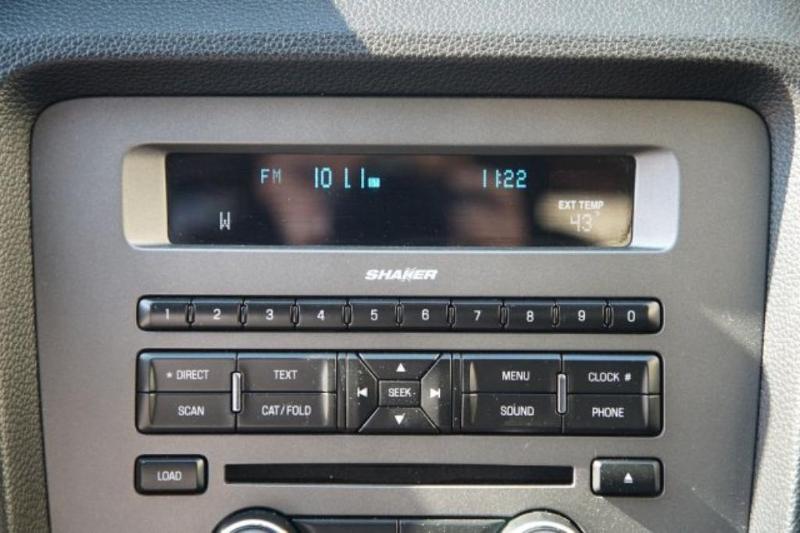 FM 101.1 11:22
W EXT TEMP 43°
SHAKER
1 2 3 4 5 6 7 8 9 0
* DIRECT TEXT MENU CLOCK #
SEEK
SCAN CAT/FOLD SOUND PHONE
LOAD